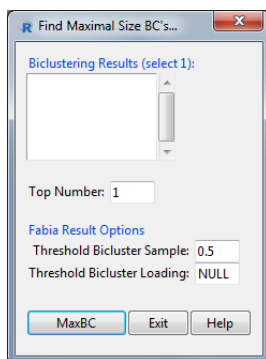 R Find Maximal Size BC's...
Biclustering Results (select 1):
Top Number: 1
Fabia Result Options
Threshold Bicluster Sample: 0.5
Threshold Bicluster Loading: NULL
MaxBC Exit Help